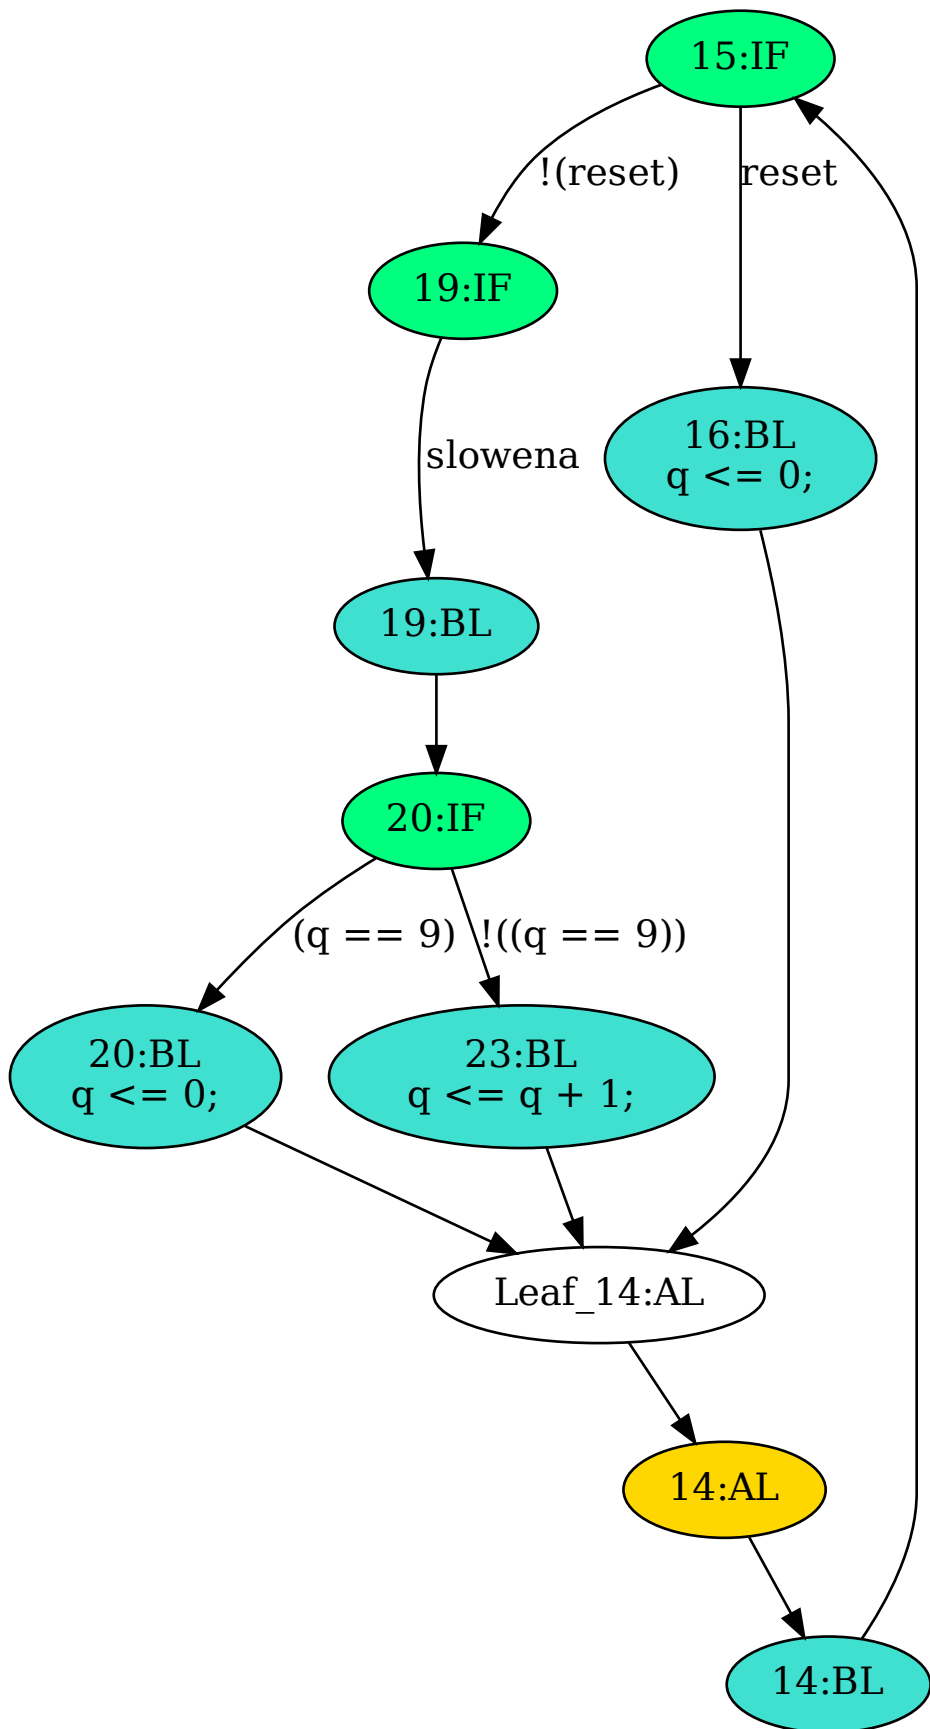 15:IF
!(reset)
reset
19:IF
16:BL
q <= 0;
slowena
19:BL
20:IF
(q == 9)
!((q == 9))
20:BL
q <= 0;
23:BL
q <= q + 1;
Leaf_14:AL
14:AL
14:BL